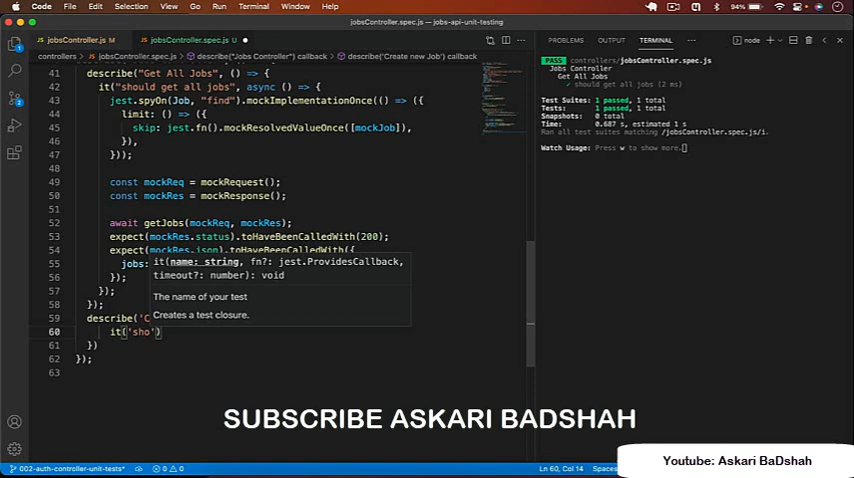 Code File Edit Selection View Go Run Terminal Window Help
94%
jobsController.spec.js — jobs-api-unit-testing
jobsController.js M
jobsController.spec.js
controllers > jobsController.spec.js > describe("Jobs Controller") callback > describe('Create new Job') callback
PROBLEMS OUTPUT TERMINAL ··· node
41 describe("Get All Jobs", () => {
42 it("should get all jobs", async () => {
43 jest.spyOn(Job, "find").mockImplementationOnce(() => ({
44 limit: () => ({
45 skip: jest.fn().mockResolvedValueOnce([mockJob]),
46 }),
47 }));
48
49 const mockReq = mockRequest();
50 const mockRes = mockResponse();
51
52 await getJobs(mockReq, mockRes);
53 expect(mockRes.status).toHaveBeenCalledWith(200);
54 expect(mockRes.json).toHaveBeenCalledWith({
55 jobs:
56 });
57 });
58 });
59 describe('C
60 it('sho')
61 })
62 });
63
it(name: string, fn?: jest.ProvidesCallback,
timeout?: number): void
The name of your test
Creates a test closure.
PASS controllers/jobsController.spec.js
Jobs Controller
Get All Jobs
✓ should get all jobs (2 ms)
Test Suites: 1 passed, 1 total
Tests: 1 passed, 1 total
Snapshots: 0 total
Time: 0.687 s, estimated 1 s
Ran all test suites matching /jobsController.spec.js/i.
Watch Usage: Press w to show more.
SUBSCRIBE ASKARI BADSHAH
Youtube: Askari BaDshah
002-auth-controller-unit-tests* 0 0 Ln 60, Col 14 Spaces